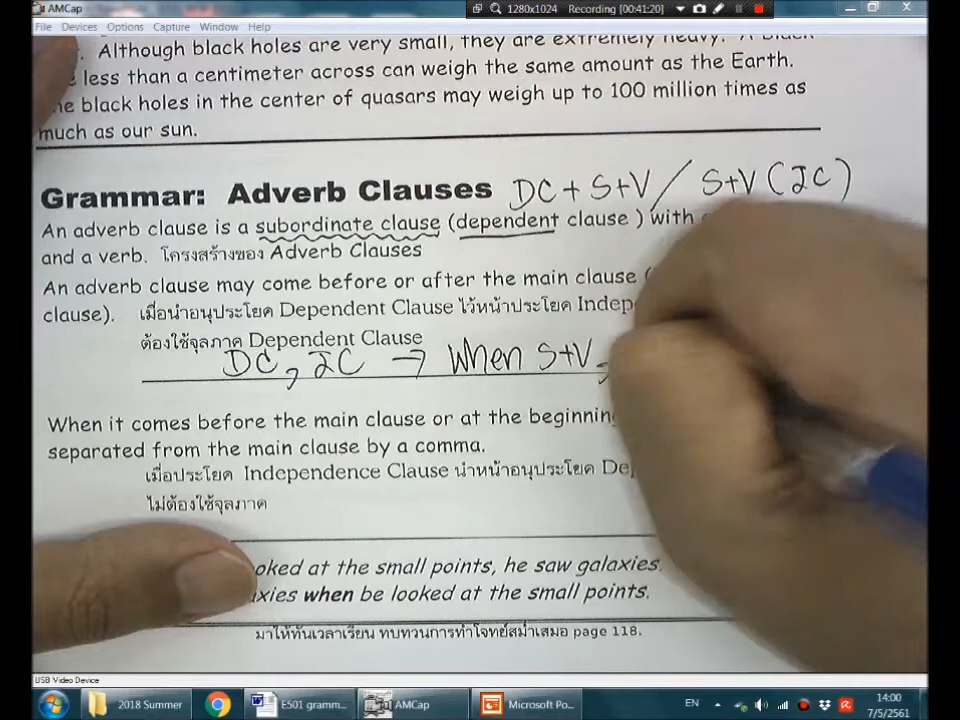 AMCap
1280x1024 Recording [00:41:20]
File Devices Options Capture Window Help
Although black holes are very small, they are extremely heavy. A black
less than a centimeter across can weigh the same amount as the Earth.
black holes in the center of quasars may weigh up to 100 million times as
much as our sun.
Grammar: Adverb Clauses DC + S+V / S+V (IC)
An adverb clause is a subordinate clause (dependent clause ) with
and a verb. โครงสร้างของ Adverb Clauses
An adverb clause may come before or after the main clause (
clause). เมื่อนำอนุประโยค Dependent Clause ไว้หน้าประโยค
ต้องใช้จุลภาค Dependent Clause
DC, IC → When S+V,
When it comes before the main clause or at the
separated from the main clause by a comma.
เมื่อประโยค Independence Clause นำหน้าอนุประโยค
ไม่ต้องใช้จุลภาค
at the small points, he saw galaxies.
when be looked at the small points.
มาให้ทันเวลาเรียน ทบทวนการทำโจทย์สม่ำเสมอ page 118.
USB Video Device
2018 Summer E501 gramm... AMCap Microsoft Po... EN 14:00
7/5/2561